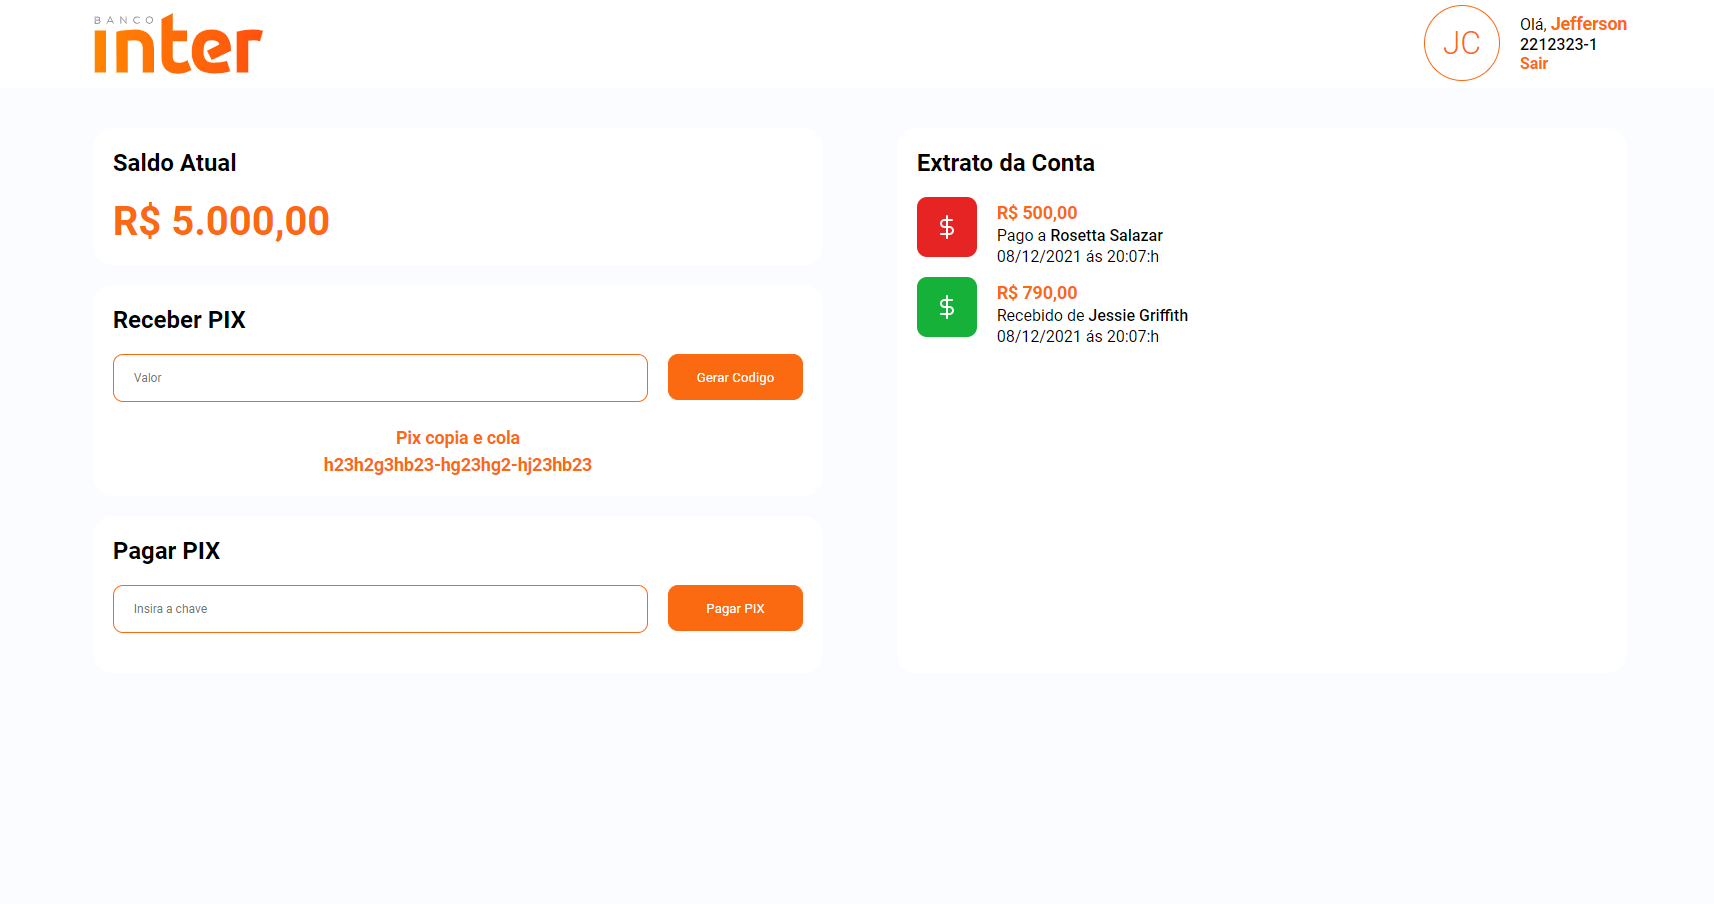 BANCO
inter
JC
Olá, Jefferson
2212323-1
Sair
Saldo Atual
R$ 5.000,00
Receber PIX
Valor
Gerar Codigo
Pix copia e cola
h23h2g3hb23-hg23hg2-hj23hb23
Pagar PIX
Insira a chave
Pagar PIX
Extrato da Conta
$
R$ 500,00
Pago a Rosetta Salazar
08/12/2021 ás 20:07:h
$
R$ 790,00
Recebido de Jessie Griffith
08/12/2021 ás 20:07:h